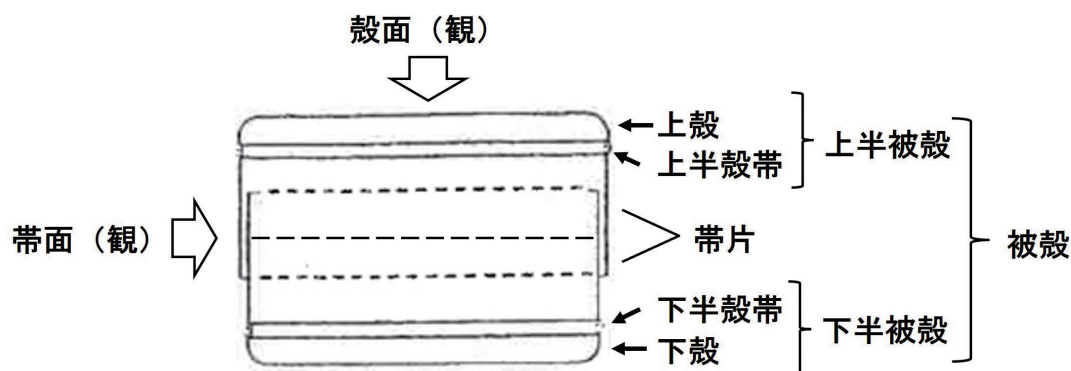 殻面（観）
上殻
上半殻帯
上半被殻
帯面（観）
帯片
被殻
下半殻帯
下殻
下半被殻